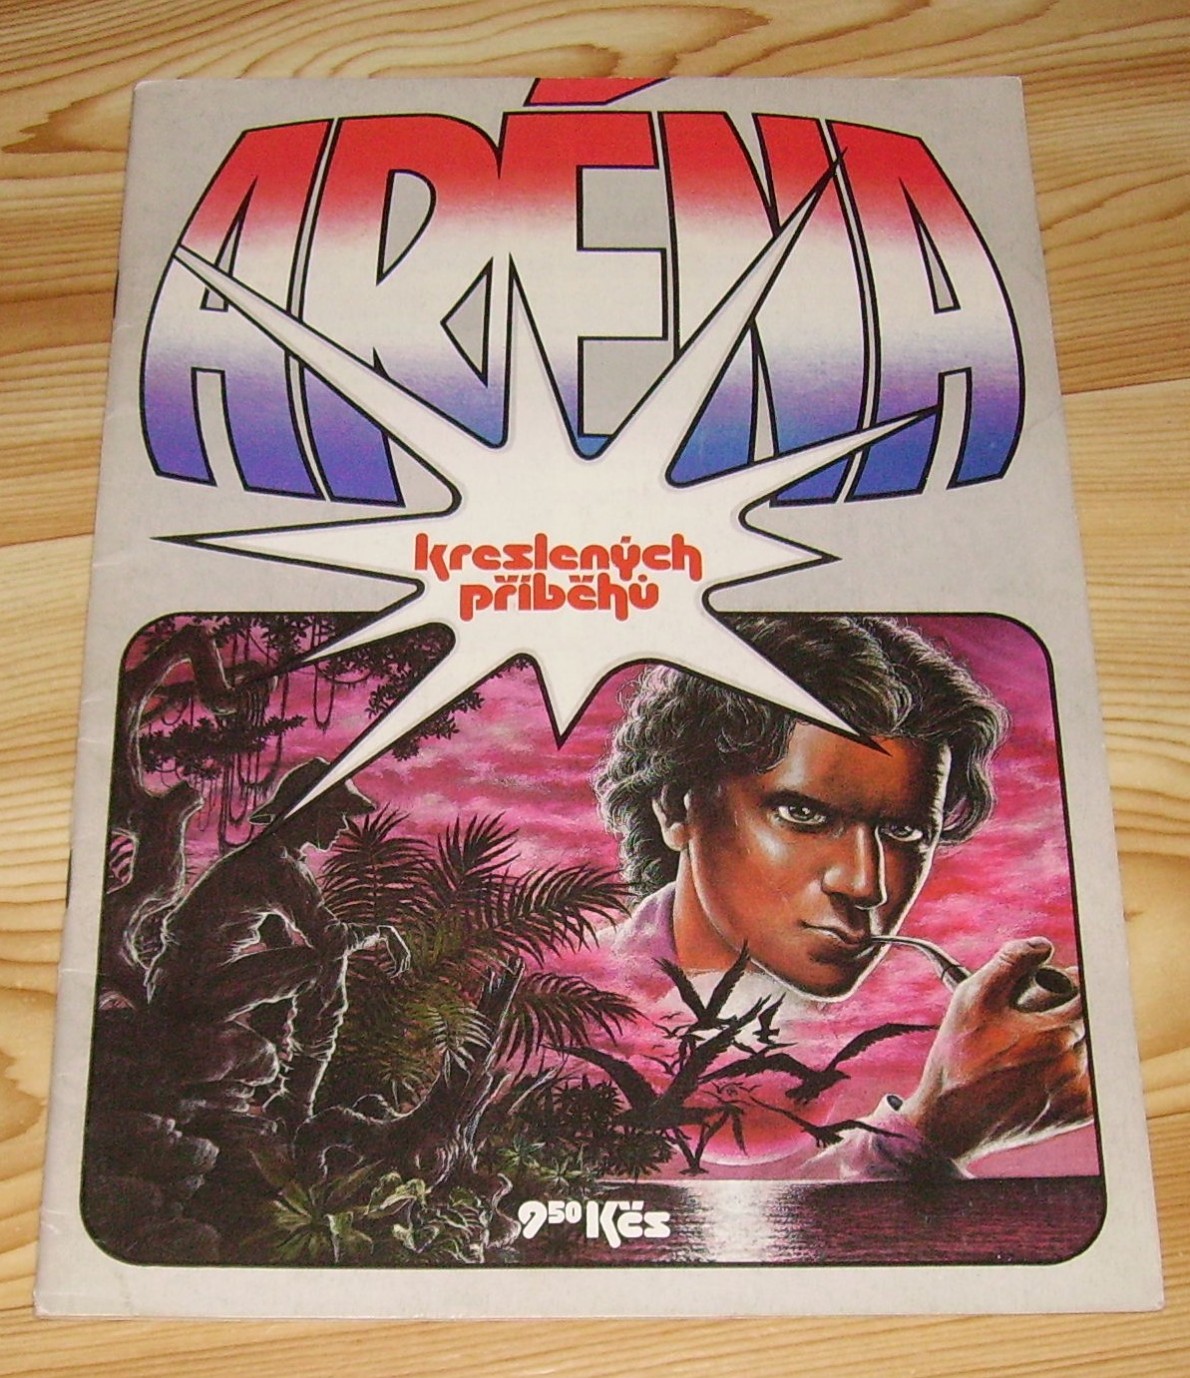 ARÉNA
kreslených
příběhů
950 Kčs